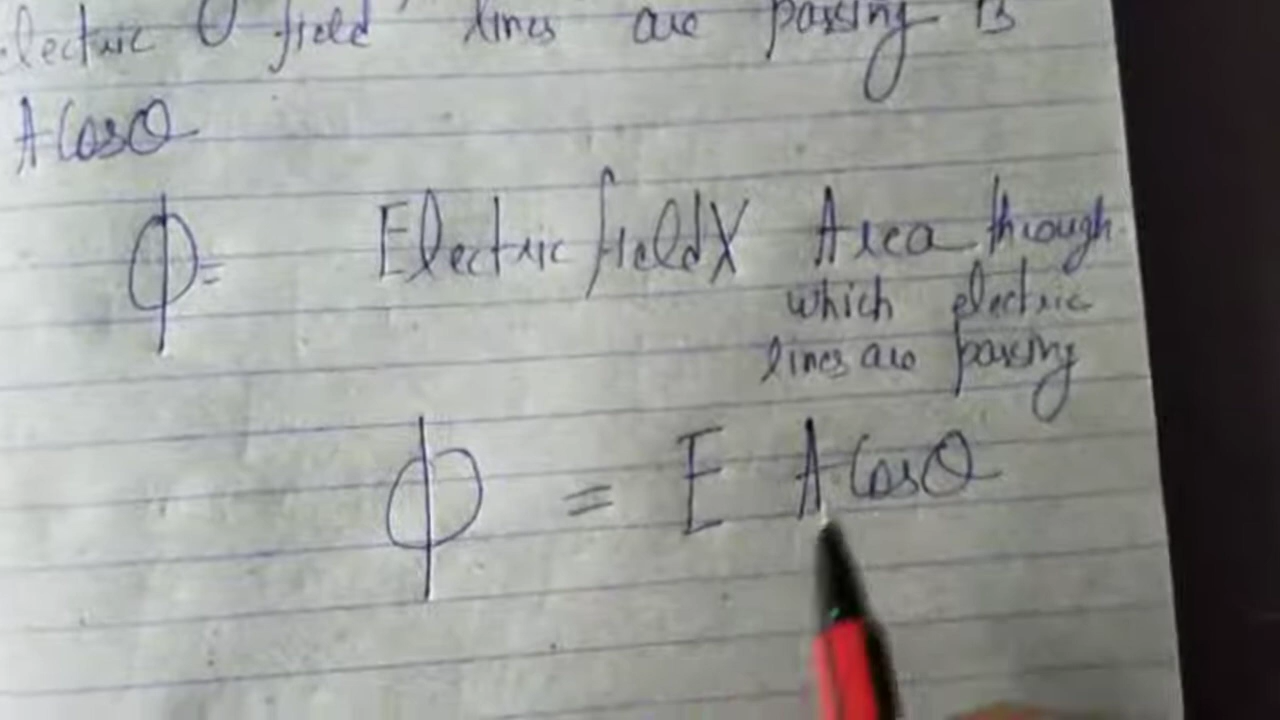 electric field lines are passing is
A Cosθ
ϕ = Electric field X Area through
which electric
lines are passing
ϕ = E A Cosθ